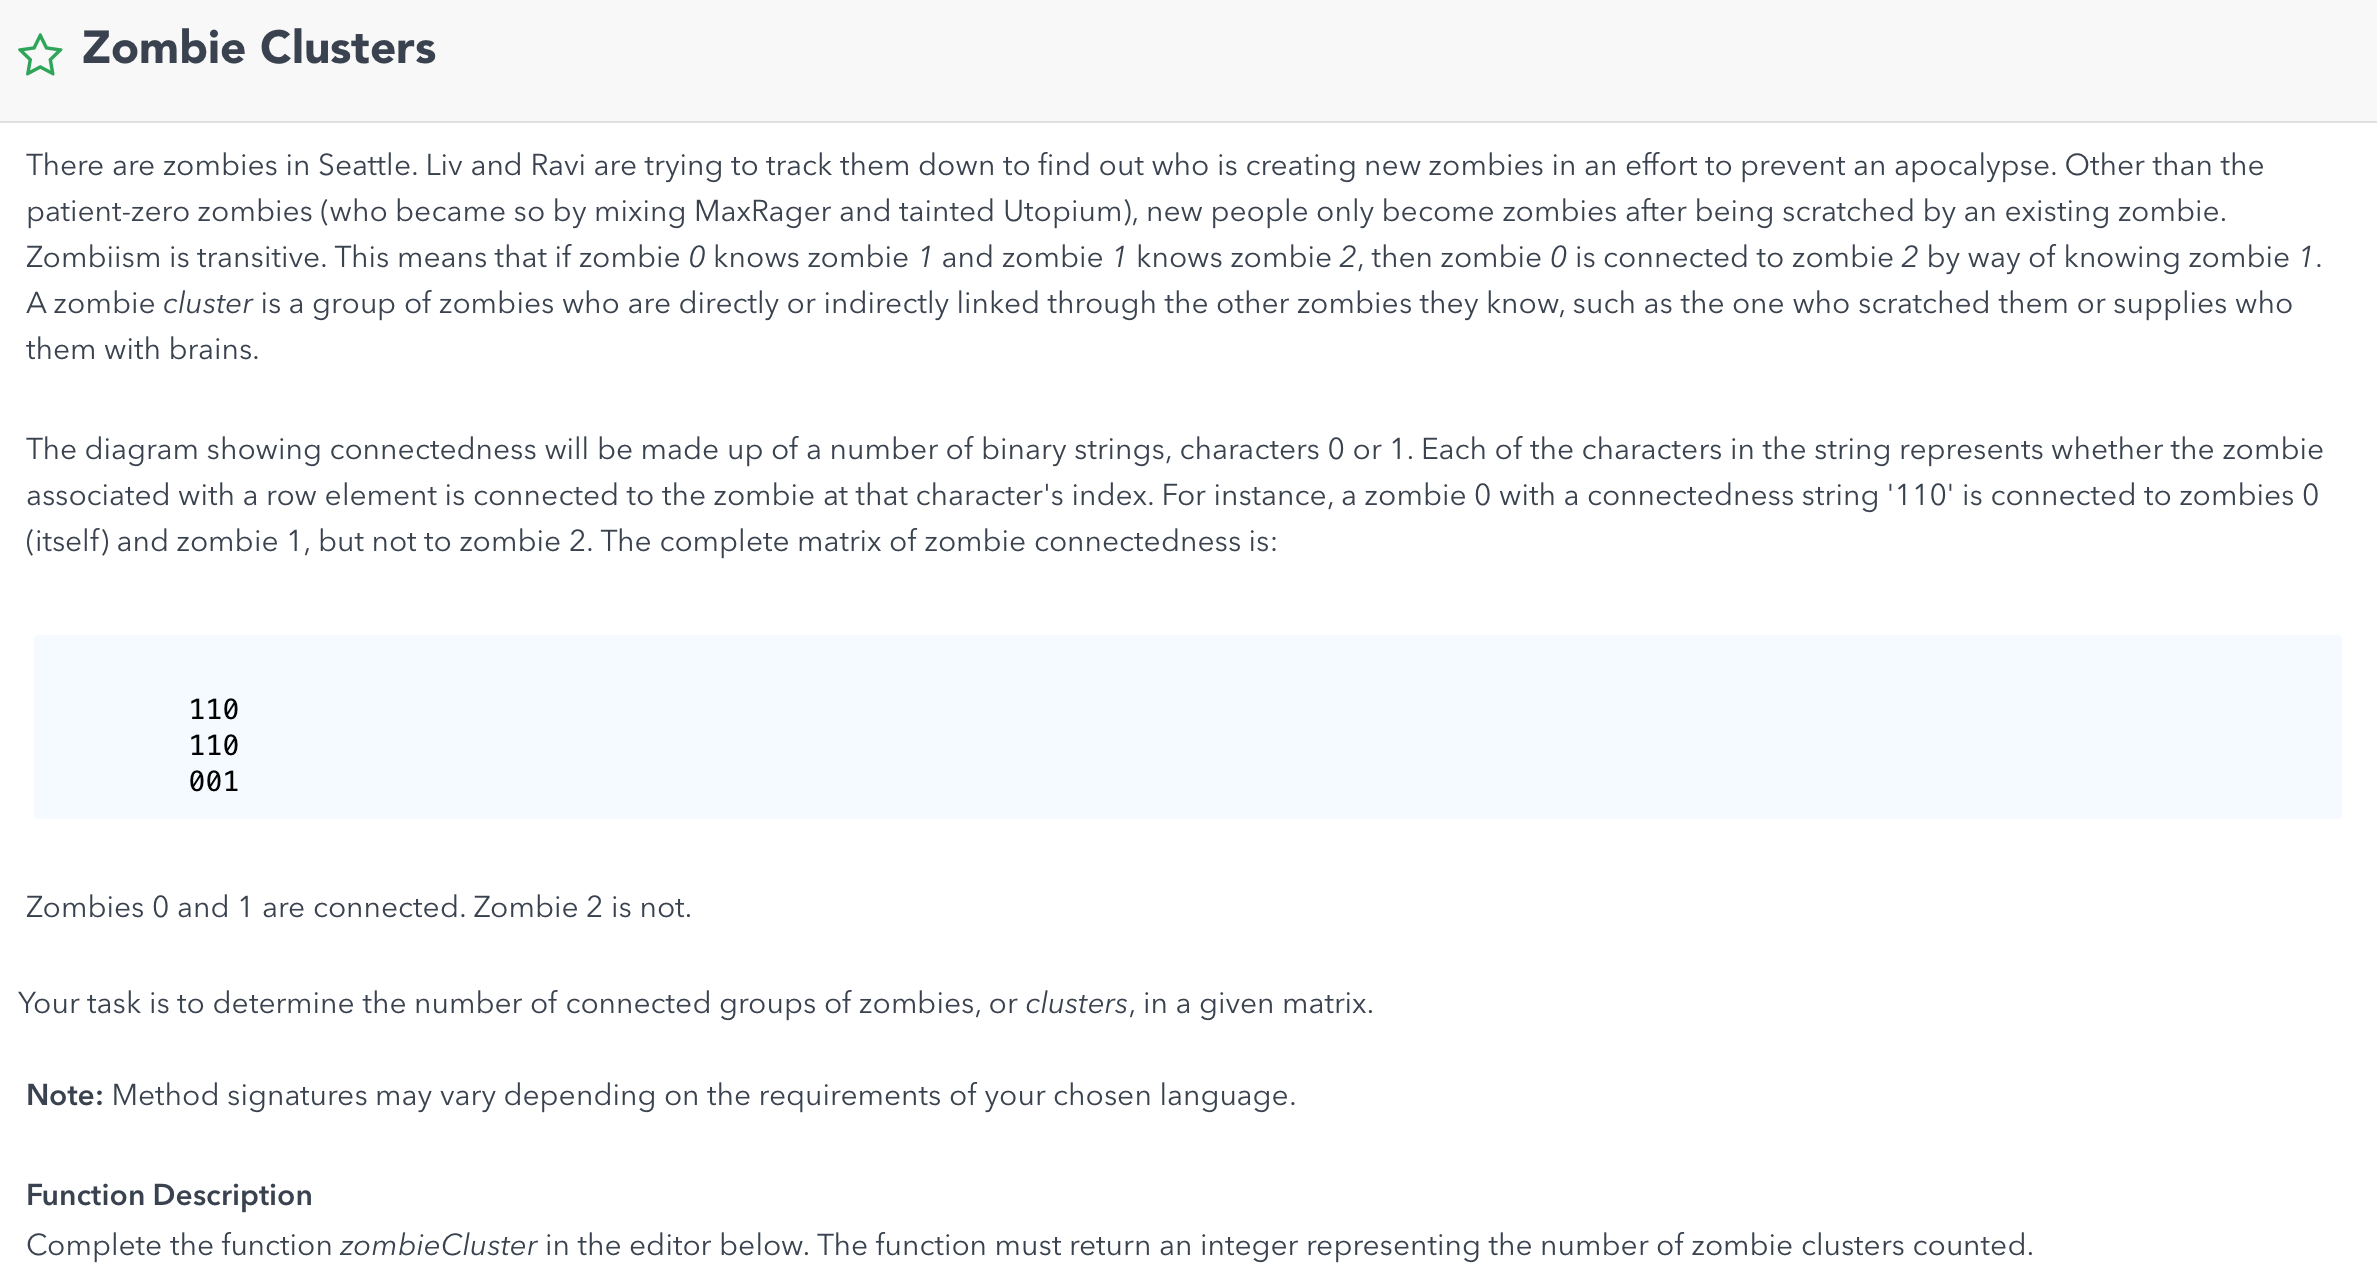 Zombie Clusters
There are zombies in Seattle. Liv and Ravi are trying to track them down to find out who is creating new zombies in an effort to prevent an apocalypse. Other than the
patient-zero zombies (who became so by mixing MaxRager and tainted Utopium), new people only become zombies after being scratched by an existing zombie.
Zombiism is transitive. This means that if zombie 0 knows zombie 1 and zombie 1 knows zombie 2, then zombie 0 is connected to zombie 2 by way of knowing zombie 1.
A zombie cluster is a group of zombies who are directly or indirectly linked through the other zombies they know, such as the one who scratched them or supplies who
them with brains.
The diagram showing connectedness will be made up of a number of binary strings, characters 0 or 1. Each of the characters in the string represents whether the zombie
associated with a row element is connected to the zombie at that character's index. For instance, a zombie 0 with a connectedness string '110' is connected to zombies 0
(itself) and zombie 1, but not to zombie 2. The complete matrix of zombie connectedness is:
110
110
001
Zombies 0 and 1 are connected. Zombie 2 is not.
Your task is to determine the number of connected groups of zombies, or clusters, in a given matrix.
Note: Method signatures may vary depending on the requirements of your chosen language.
Function Description
Complete the function zombieCluster in the editor below. The function must return an integer representing the number of zombie clusters counted.